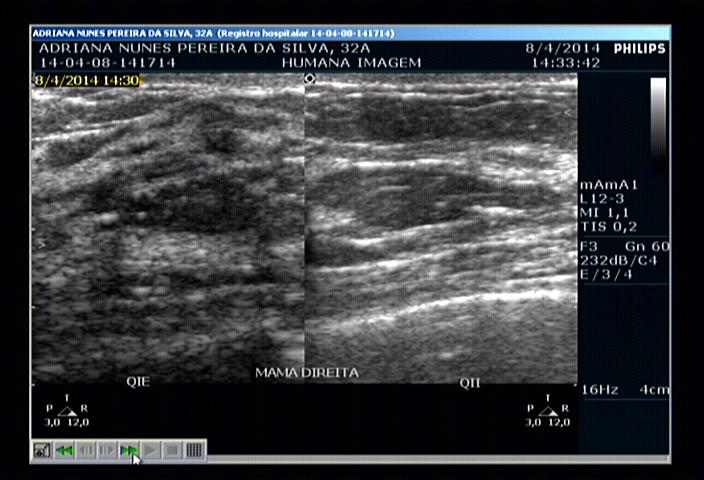 ADRIANA NUNES PEREIRA DA SILVA, 32A (Registro hospitalar 14-04-08-141714)
ADRIANA NUNES PEREIRA DA SILVA, 32A 8/4/2014 PHILIPS
14-04-08-141714 HUMANA IMAGEM 14:33:42
8/4/2014 14:30
mAmA1
L12-3
MI 1,1
TIS 0,2
F3 Gn 60
232dB/C4
E/3/4
MAMA DIREITA
QIE QII
16Hz 4cm
T T
P R P R
3,0 12,0 3,0 12,0